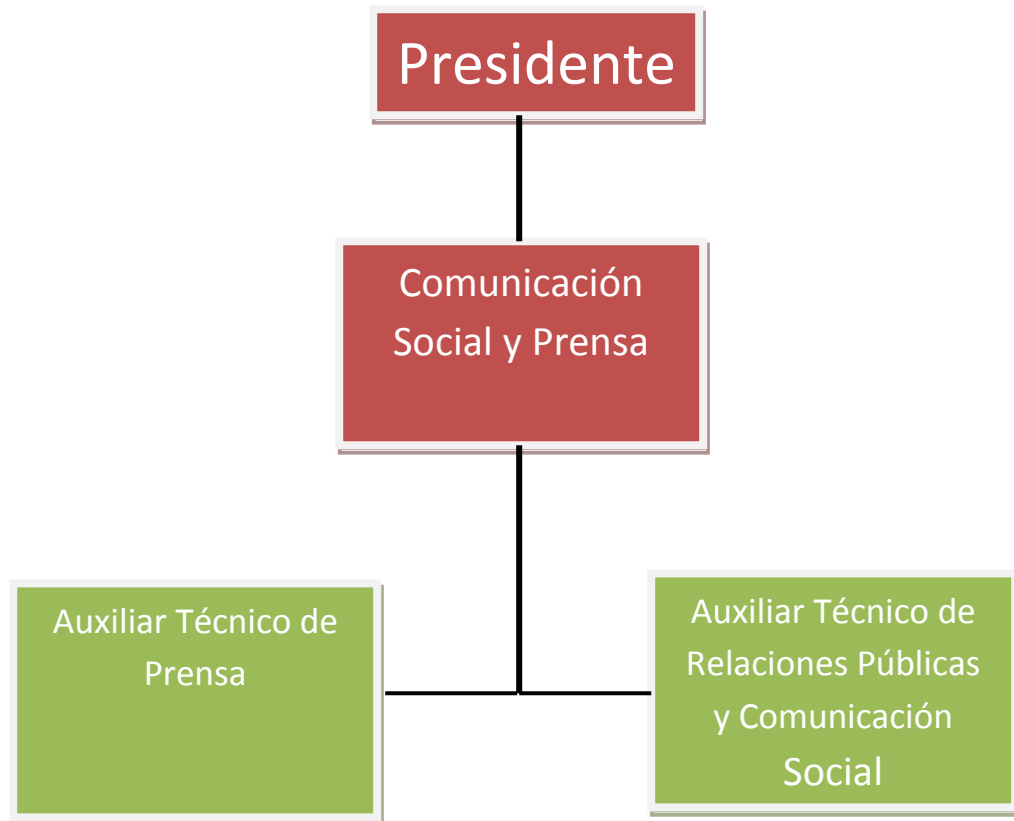 Presidente
Comunicación
Social y Prensa
Auxiliar Técnico de
Prensa
Auxiliar Técnico de
Relaciones Públicas
y Comunicación
Social